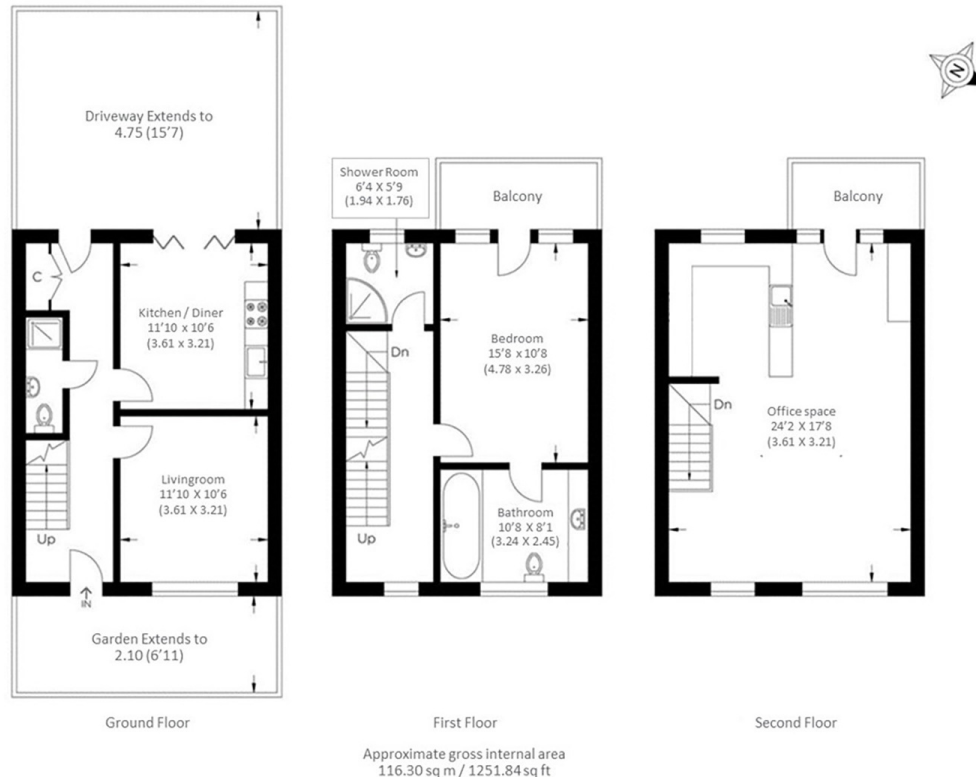 N
Driveway Extends to
4.75 (15'7)
C
Kitchen / Diner
11'10 x 10'6
(3.61 x 3.21)
Livingroom
11'10 X 10'6
(3.61 X 3.21)
Up
IN
Garden Extends to
2.10 (6'11)
Ground Floor
Shower Room
6'4 X 5'9
(1.94 X 1.76)
Balcony
Dn
Bedroom
15'8 x 10'8
(4.78 x 3.26)
Bathroom
10'8 X 8'1
(3.24 X 2.45)
Up
First Floor
Balcony
Dn
Office space
24'2 X 17'8
(3.61 X 3.21)
Second Floor
Approximate gross internal area
116.30 sq m / 1251.84 sq ft